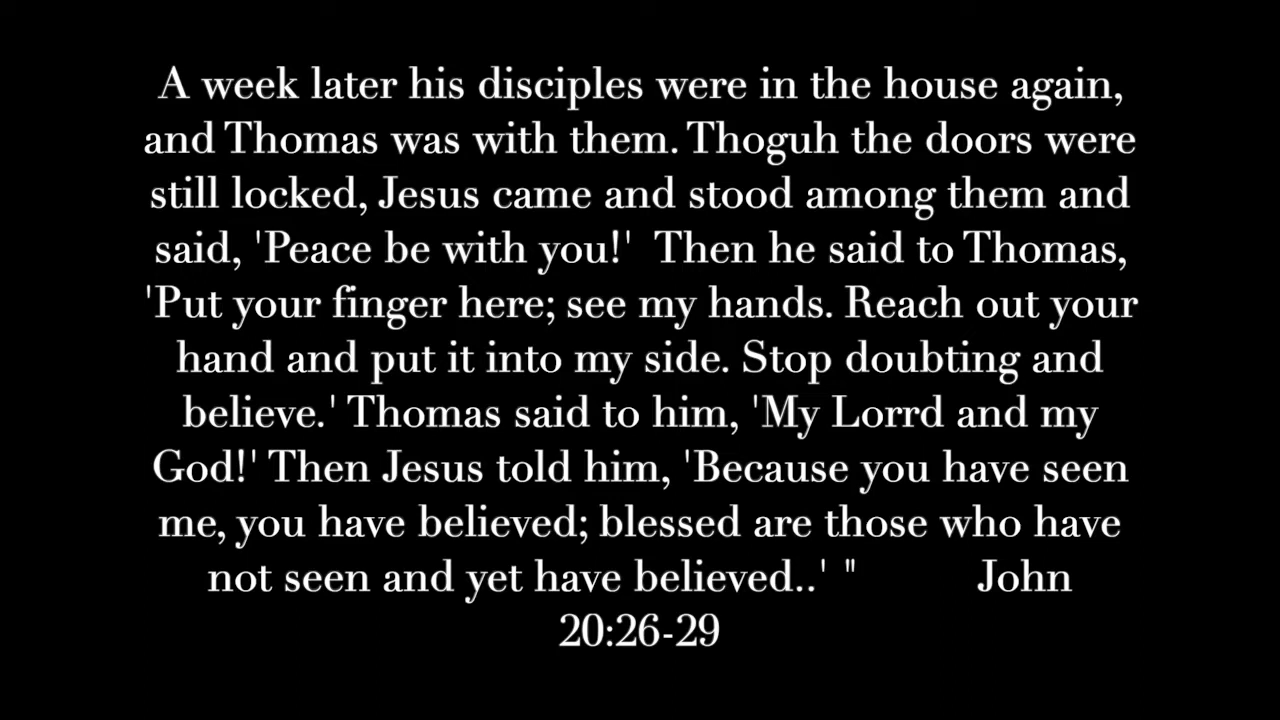 A week later his disciples were in the house again,
and Thomas was with them. Thoguh the doors were
still locked, Jesus came and stood among them and
said, 'Peace be with you!'  Then he said to Thomas,
'Put your finger here; see my hands. Reach out your
hand and put it into my side. Stop doubting and
believe.' Thomas said to him, 'My Lorrd and my
God!' Then Jesus told him, 'Because you have seen
me, you have believed; blessed are those who have
not seen and yet have believed..' "          John
20:26-29